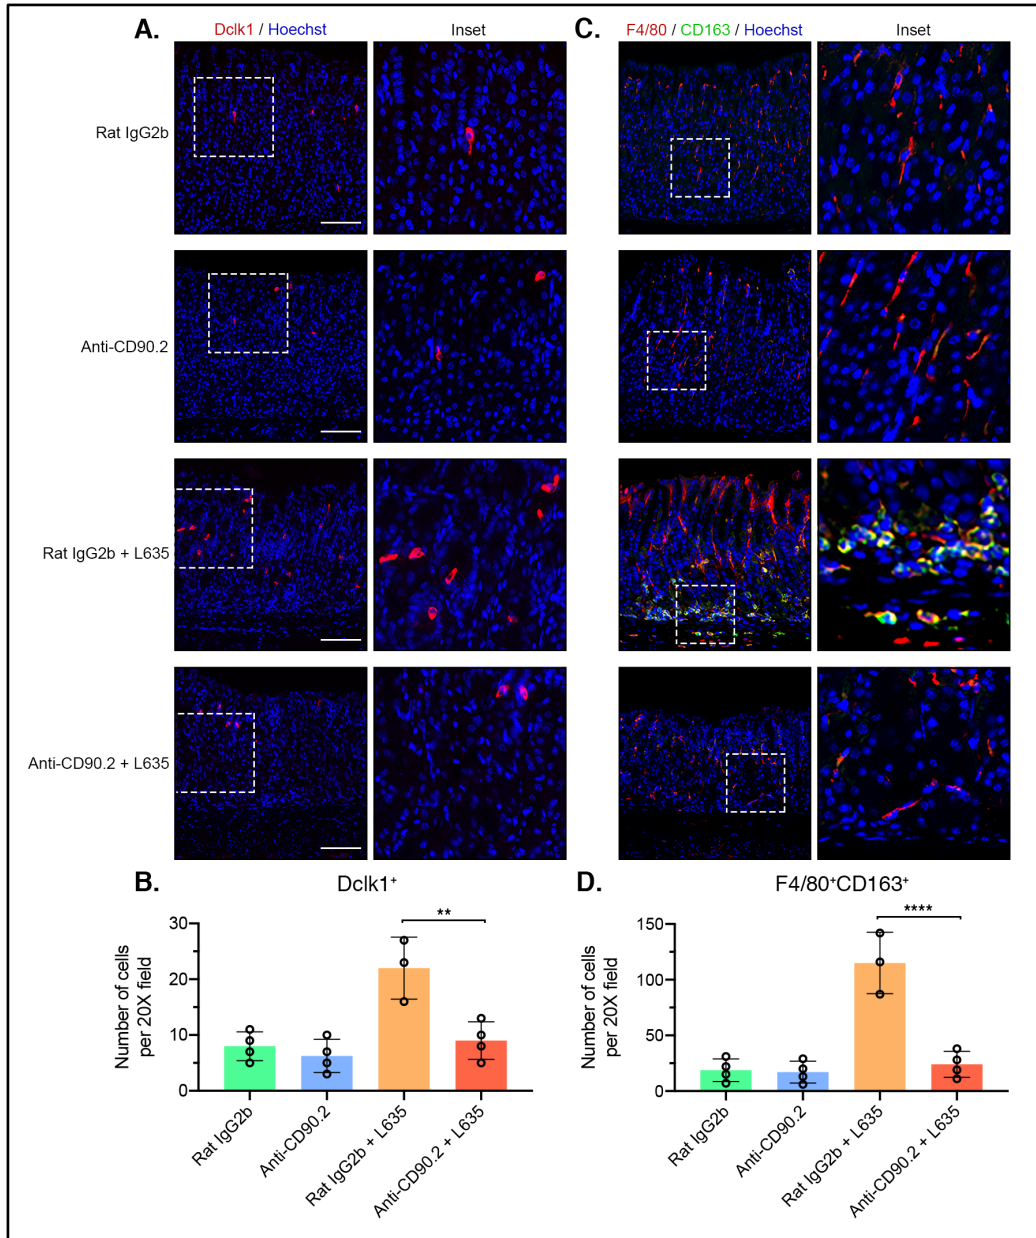 A.
Dclk1 / Hoechst
Inset
C.
F4/80 / CD163 / Hoechst
Inset
Rat IgG2b
Anti-CD90.2
Rat IgG2b + L635
Anti-CD90.2 + L635
B.
Dclk1⁺
Number of cells
per 20X field
30
20
10
0
**
Rat IgG2b
Anti-CD90.2
Rat IgG2b + L635
Anti-CD90.2 + L635
D.
F4/80⁺CD163⁺
Number of cells
per 20X field
150
100
50
0
****
Rat IgG2b
Anti-CD90.2
Rat IgG2b + L635
Anti-CD90.2 + L635